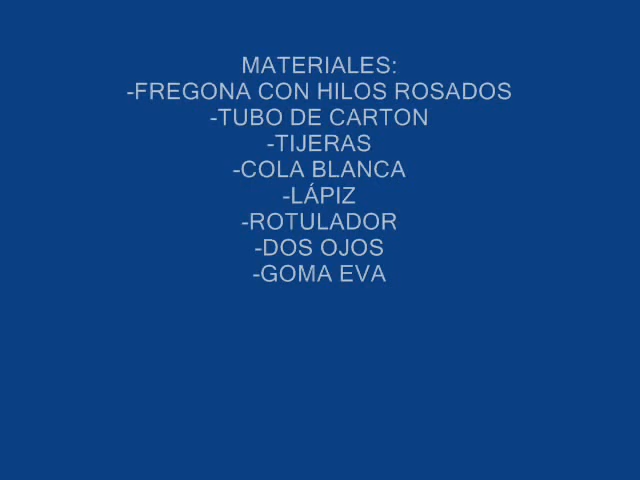 MATERIALES:
-FREGONA CON HILOS ROSADOS
-TUBO DE CARTON
-TIJERAS
-COLA BLANCA
-LÁPIZ
-ROTULADOR
-DOS OJOS
-GOMA EVA